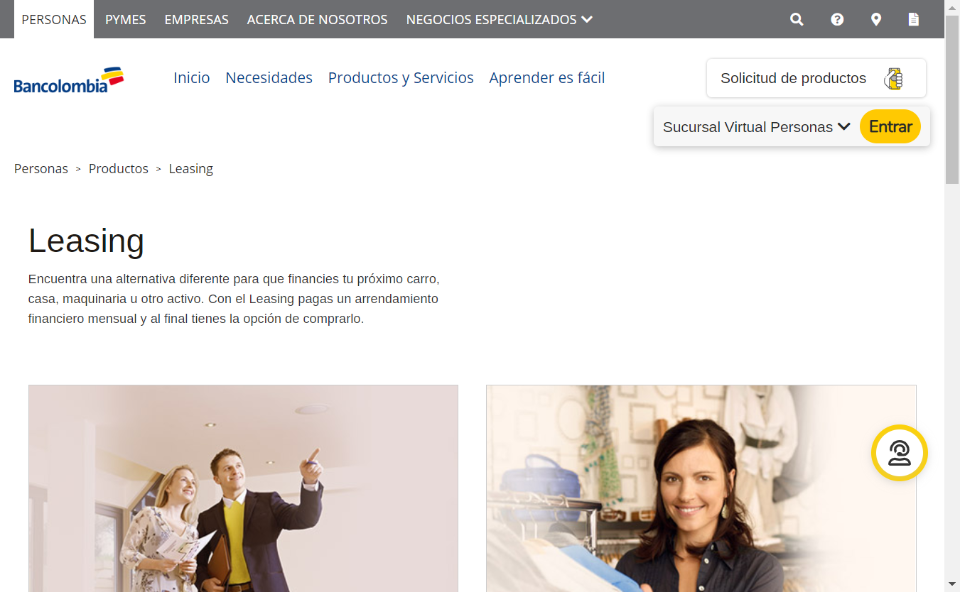 PERSONAS PYMES EMPRESAS ACERCA DE NOSOTROS NEGOCIOS ESPECIALIZADOS
Bancolombia Inicio Necesidades Productos y Servicios Aprender es fácil Solicitud de productos
Sucursal Virtual Personas Entrar
Personas > Productos > Leasing
Leasing
Encuentra una alternativa diferente para que financies tu próximo carro,
casa, maquinaria u otro activo. Con el Leasing pagas un arrendamiento
financiero mensual y al final tienes la opción de comprarlo.